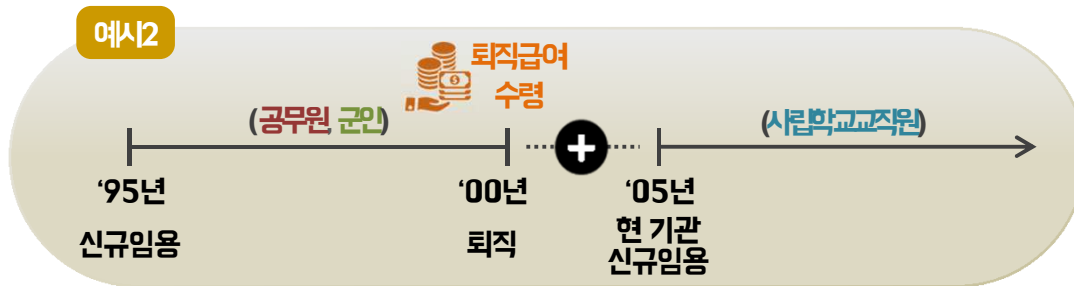 예시2
퇴직급여
수령
(공무원, 군인)
(사립학교교직원)
‘95년
‘00년
‘05년
신규임용
퇴직
현 기관
신규임용